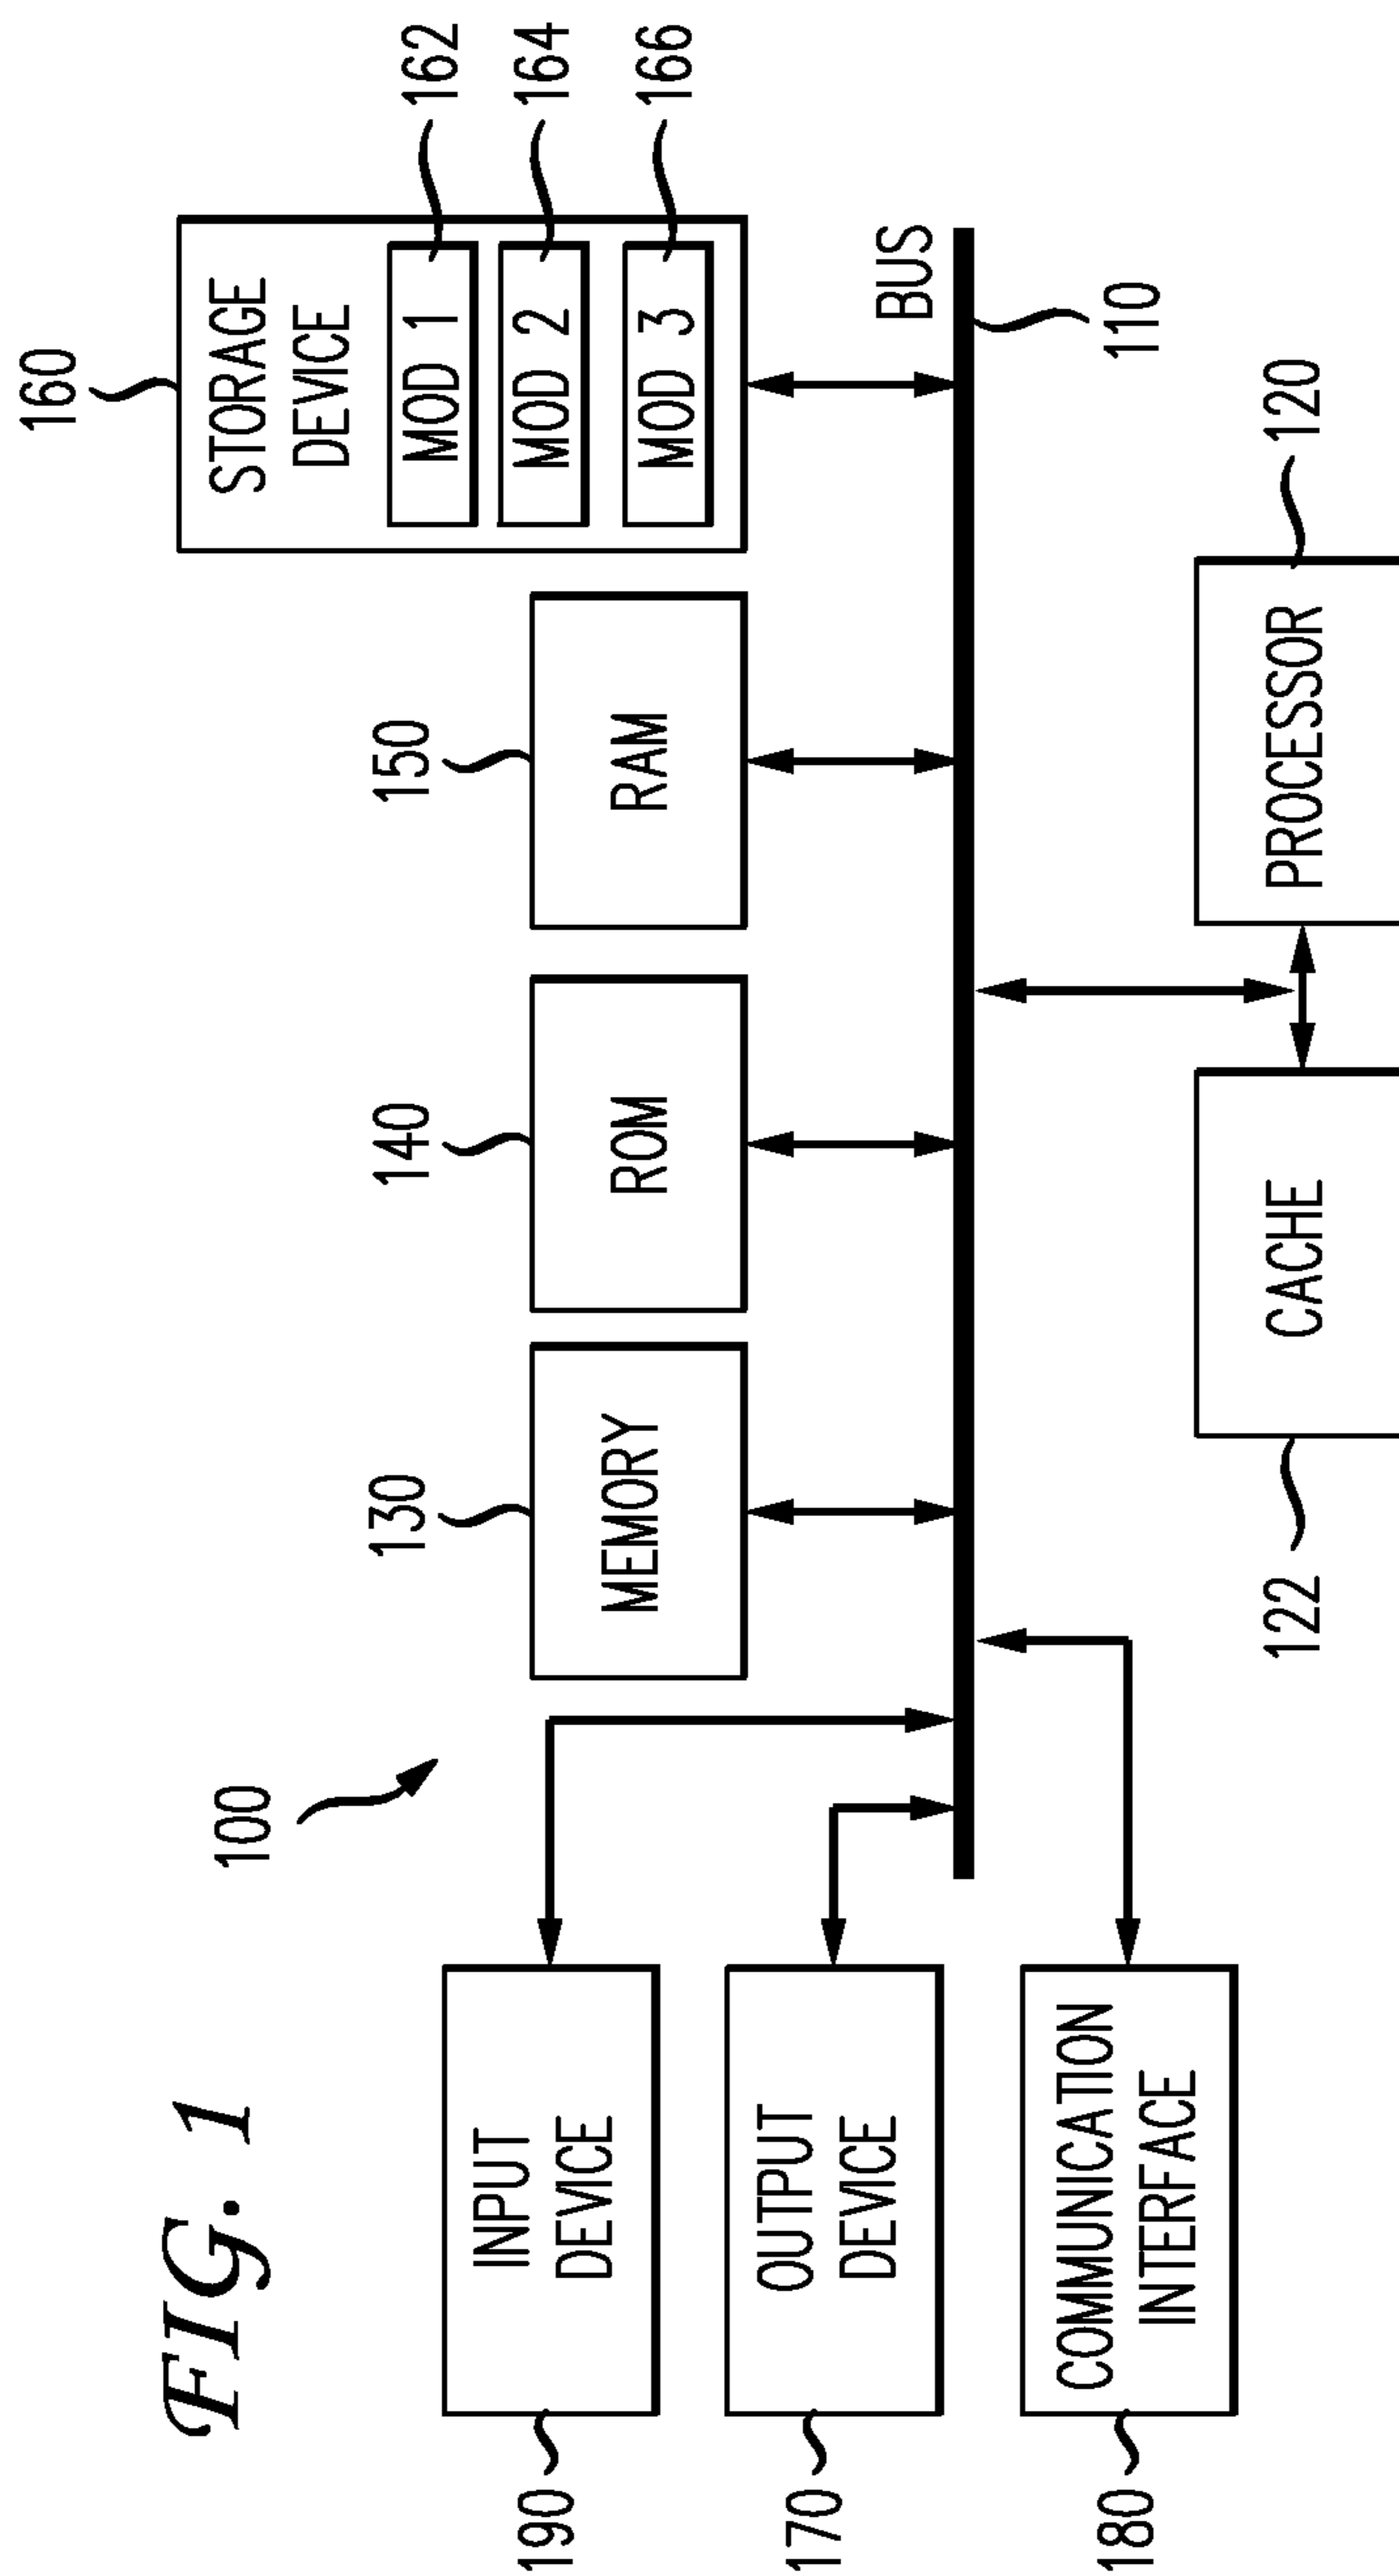 FIG. 1
100
160
STORAGE
DEVICE
MOD 1
162
MOD 2
164
MOD 3
166
130
MEMORY
140
ROM
150
RAM
190
INPUT
DEVICE
170
OUTPUT
DEVICE
180
COMMUNICATION
INTERFACE
BUS
110
122
CACHE
PROCESSOR
120